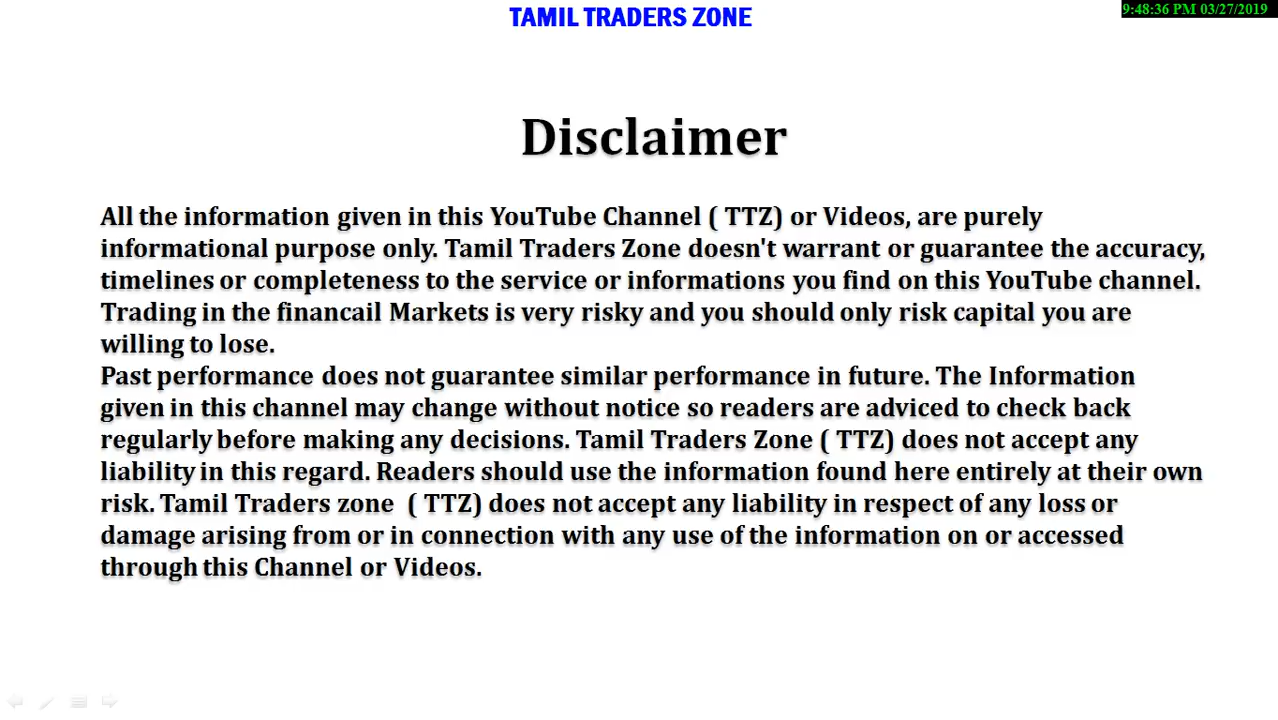 TAMIL TRADERS ZONE
9:48:36 PM 03/27/2019
Disclaimer
All the information given in this YouTube Channel ( TTZ) or Videos, are purely
informational purpose only. Tamil Traders Zone doesn't warrant or guarantee the accuracy,
timelines or completeness to the service or informations you find on this YouTube channel.
Trading in the financail Markets is very risky and you should only risk capital you are
willing to lose.
Past performance does not guarantee similar performance in future. The Information
given in this channel may change without notice so readers are adviced to check back
regularly before making any decisions. Tamil Traders Zone ( TTZ) does not accept any
liability in this regard. Readers should use the information found here entirely at their own
risk. Tamil Traders zone  ( TTZ) does not accept any liability in respect of any loss or
damage arising from or in connection with any use of the information on or accessed
through this Channel or Videos.